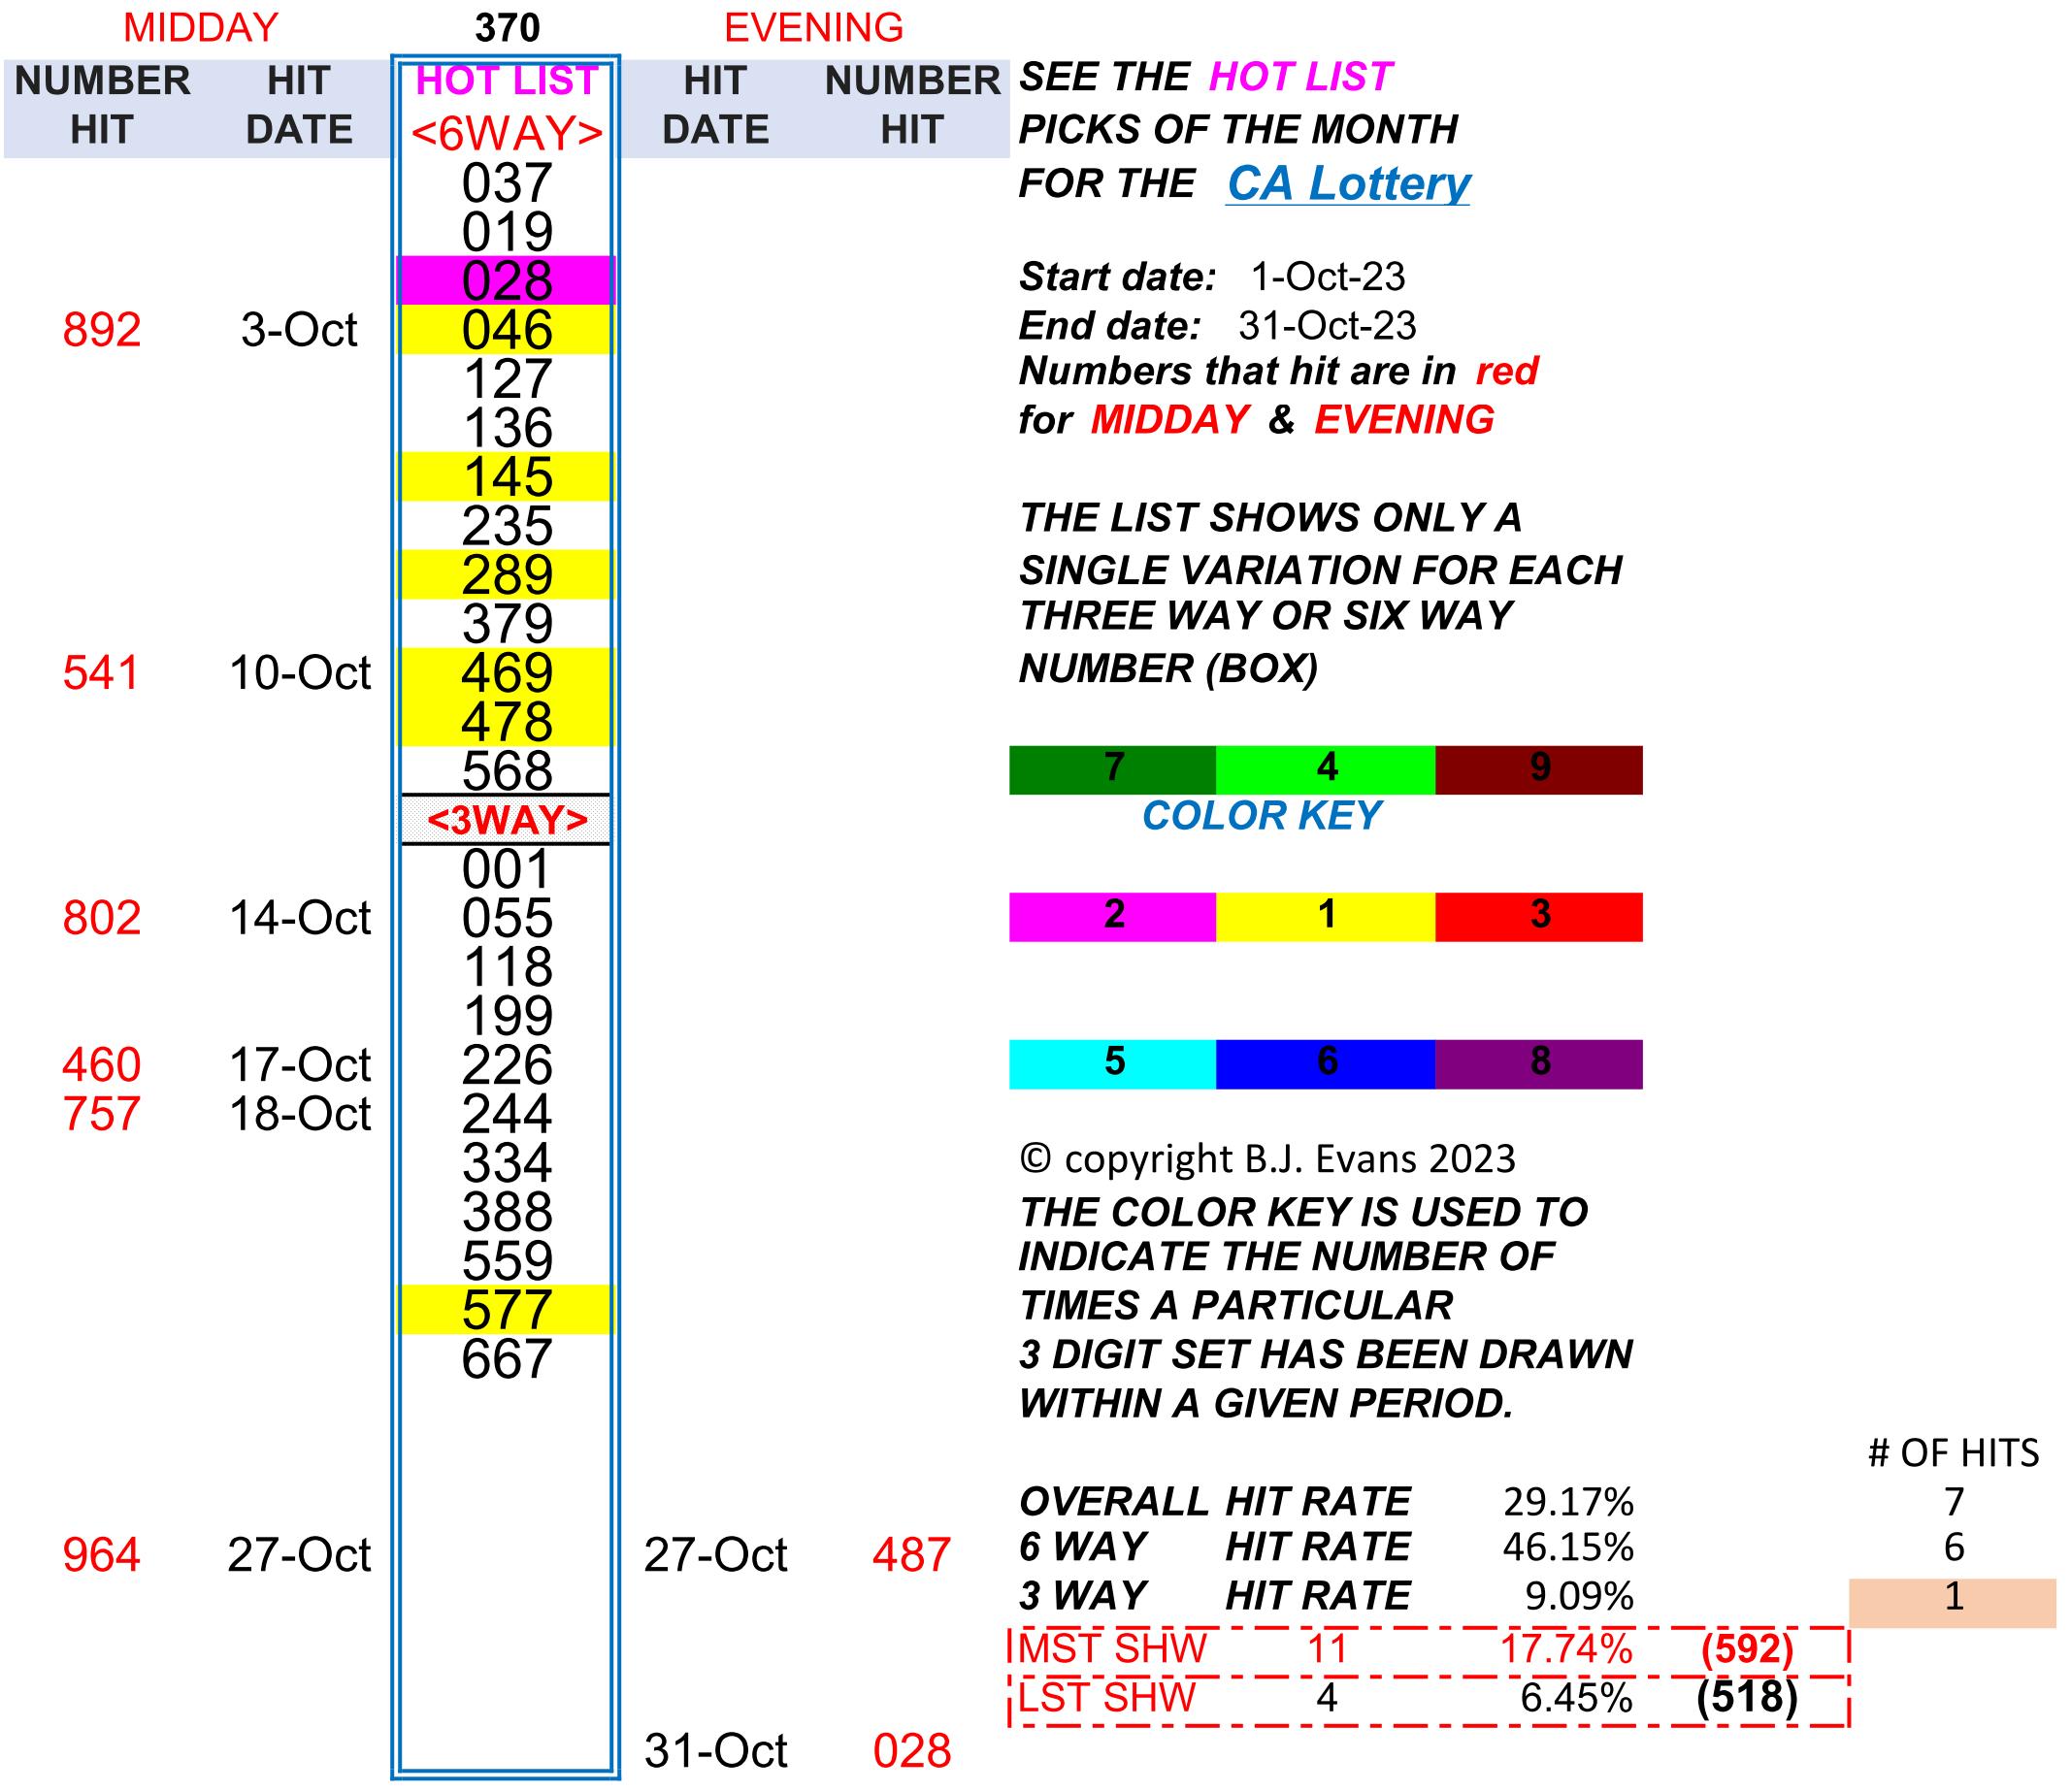 MIDDAY 370 EVENING
NUMBER HIT HOT LIST HIT NUMBER
HIT DATE <6WAY> DATE HIT
037
019
028
892 3-Oct 046
127
136
145
235
289
379
541 10-Oct 469
478
568
<3WAY>
001
802 14-Oct 055
118
199
460 17-Oct 226
757 18-Oct 244
334
388
559
577
667
964 27-Oct 27-Oct 487
31-Oct 028
SEE THE HOT LIST
PICKS OF THE MONTH
FOR THE CA Lottery
Start date: 1-Oct-23
End date: 31-Oct-23
Numbers that hit are in red
for MIDDAY & EVENING
THE LIST SHOWS ONLY A
SINGLE VARIATION FOR EACH
THREE WAY OR SIX WAY
NUMBER (BOX)
7 4 9
COLOR KEY
2 1 3
5 6 8
© copyright B.J. Evans 2023
THE COLOR KEY IS USED TO
INDICATE THE NUMBER OF
TIMES A PARTICULAR
3 DIGIT SET HAS BEEN DRAWN
WITHIN A GIVEN PERIOD.
# OF HITS
OVERALL HIT RATE 29.17% 7
6 WAY HIT RATE 46.15% 6
3 WAY HIT RATE 9.09% 1
MST SHW 11 17.74% (592)
LST SHW 4 6.45% (518)